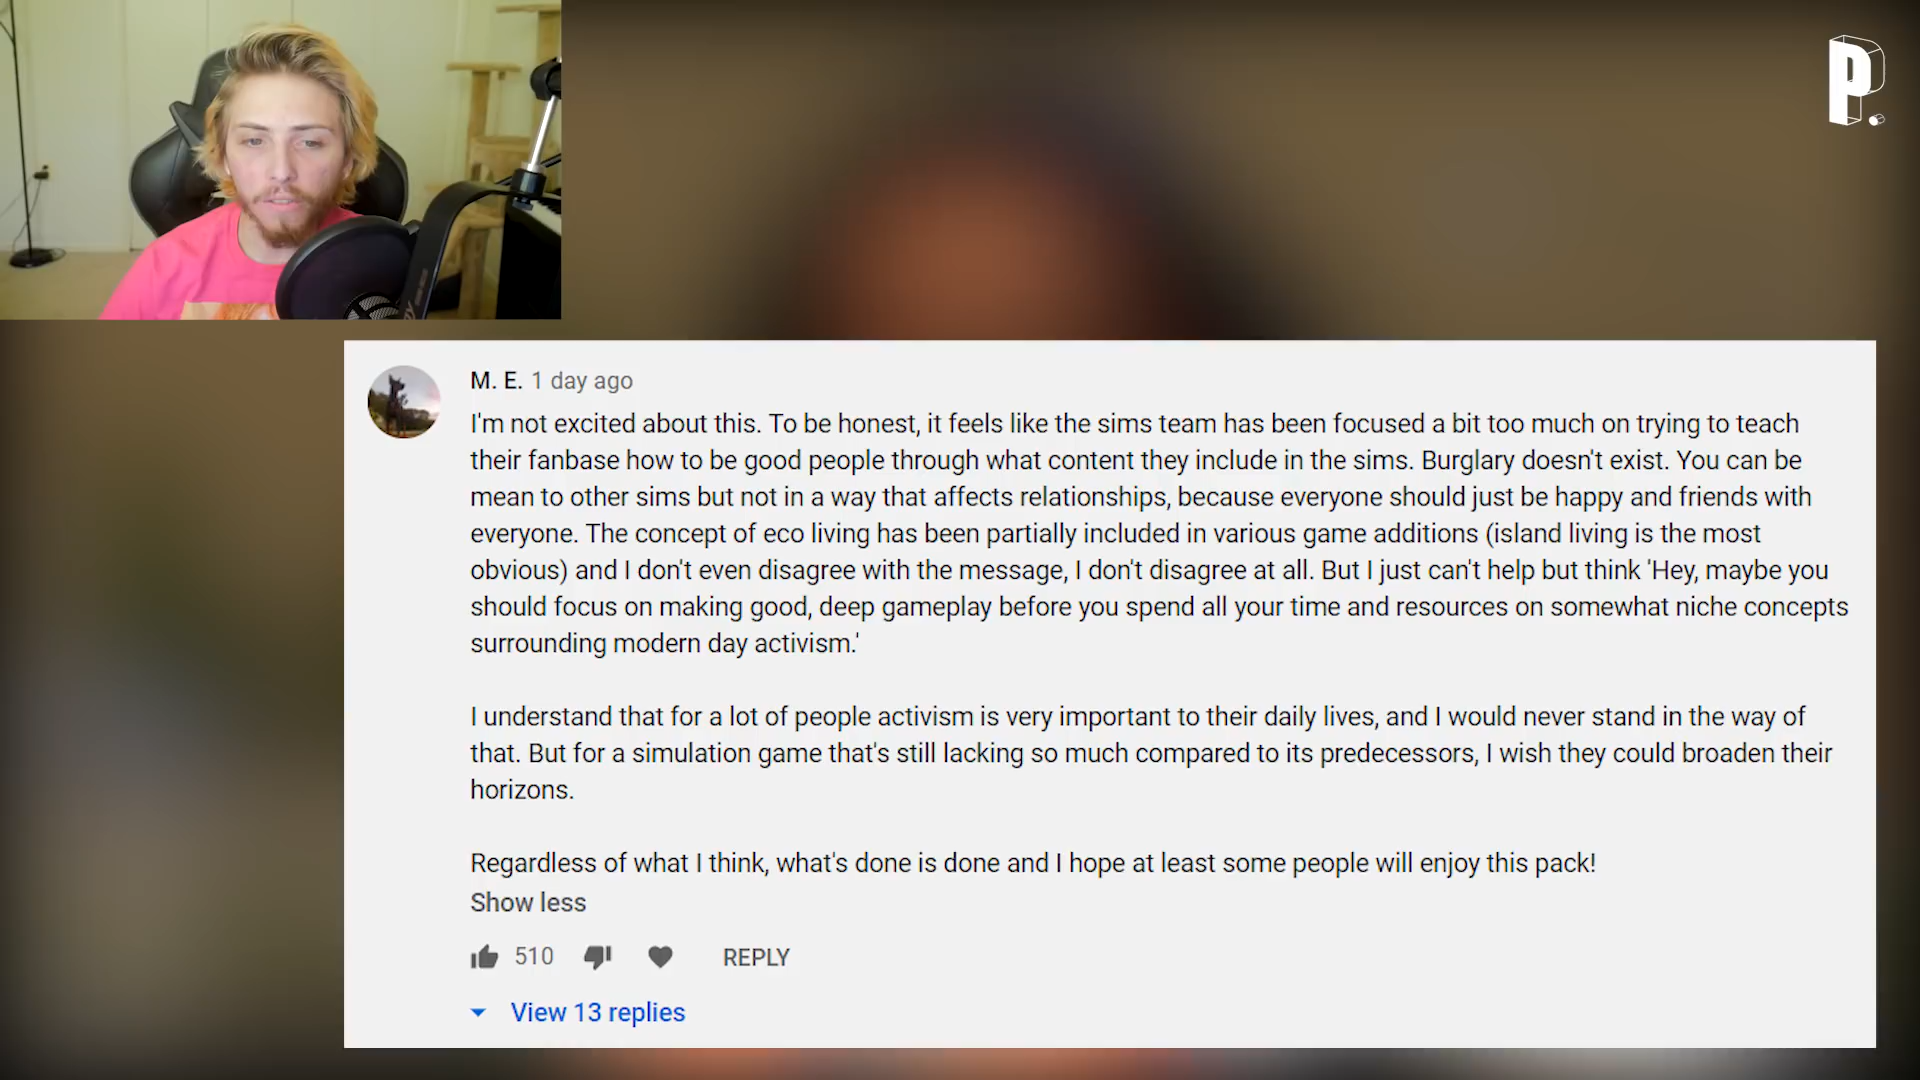 P.
M. E. 1 day ago
I'm not excited about this. To be honest, it feels like the sims team has been focused a bit too much on trying to teach
their fanbase how to be good people through what content they include in the sims. Burglary doesn't exist. You can be
mean to other sims but not in a way that affects relationships, because everyone should just be happy and friends with
everyone. The concept of eco living has been partially included in various game additions (island living is the most
obvious) and I don't even disagree with the message, I don't disagree at all. But I just can't help but think 'Hey, maybe you
should focus on making good, deep gameplay before you spend all your time and resources on somewhat niche concepts
surrounding modern day activism.'
I understand that for a lot of people activism is very important to their daily lives, and I would never stand in the way of
that. But for a simulation game that's still lacking so much compared to its predecessors, I wish they could broaden their
horizons.
Regardless of what I think, what's done is done and I hope at least some people will enjoy this pack!
Show less
510 REPLY
View 13 replies